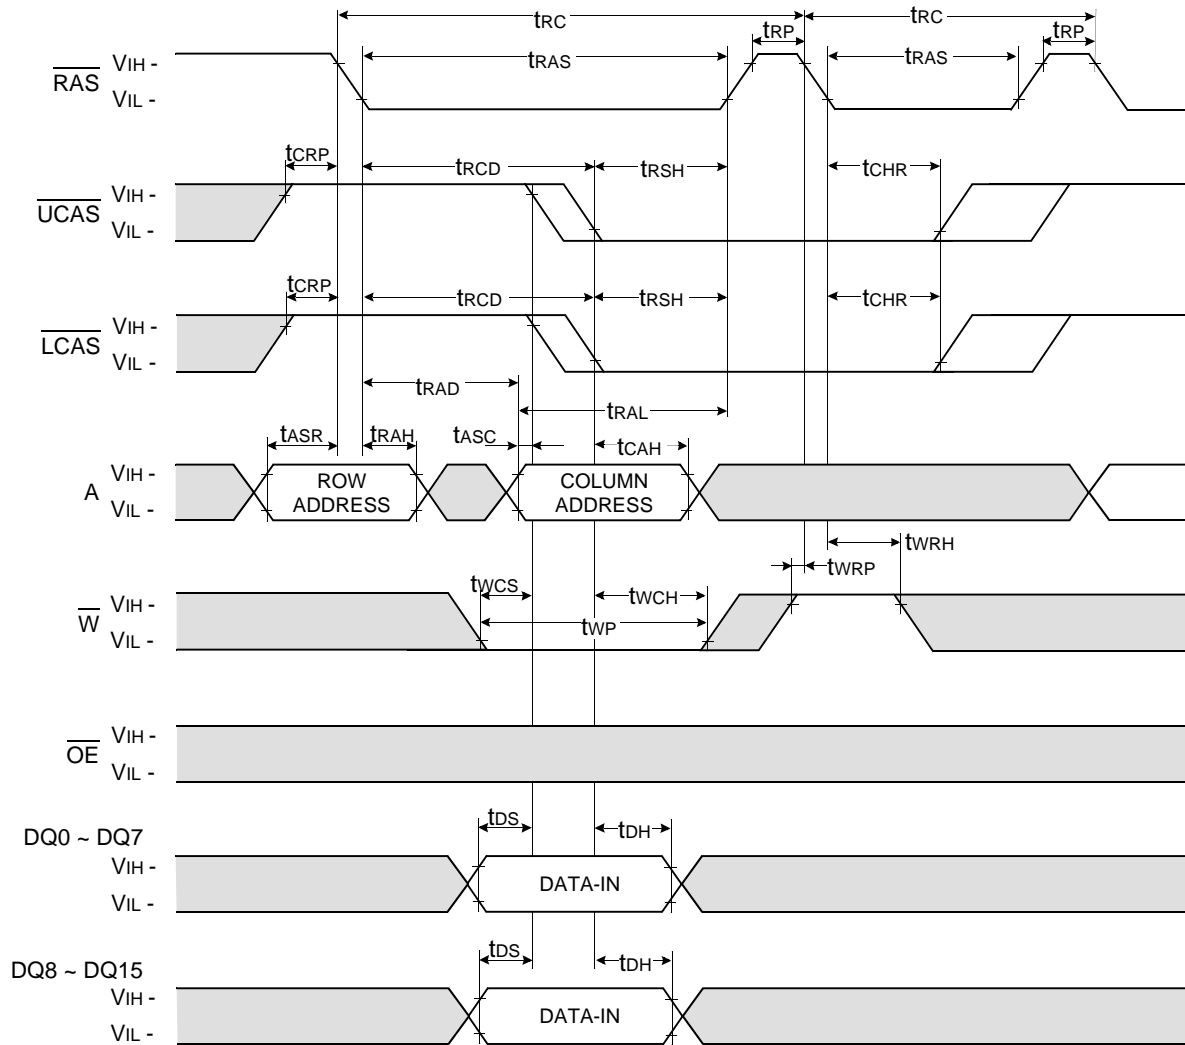 tRC tRC
tRP tRP
RAS VIH - tRAS tRAS
VIL -
tCRP tRCD tRSH tCHR
UCAS VIH -
VIL -
tCRP tRCD tRSH tCHR
LCAS VIH -
VIL -
tRAD
tRAL
tASR tRAH tASC tCAH
A VIH - ROW COLUMN
VIL - ADDRESS ADDRESS
tWRH
tWRP
tWCS tWCH
W VIH -
tWP
VIL -
OE VIH -
VIL -
tDS tDH
DQ0 ~ DQ7
VIH -
DATA-IN
VIL -
tDS tDH
DQ8 ~ DQ15
VIH -
DATA-IN
VIL -